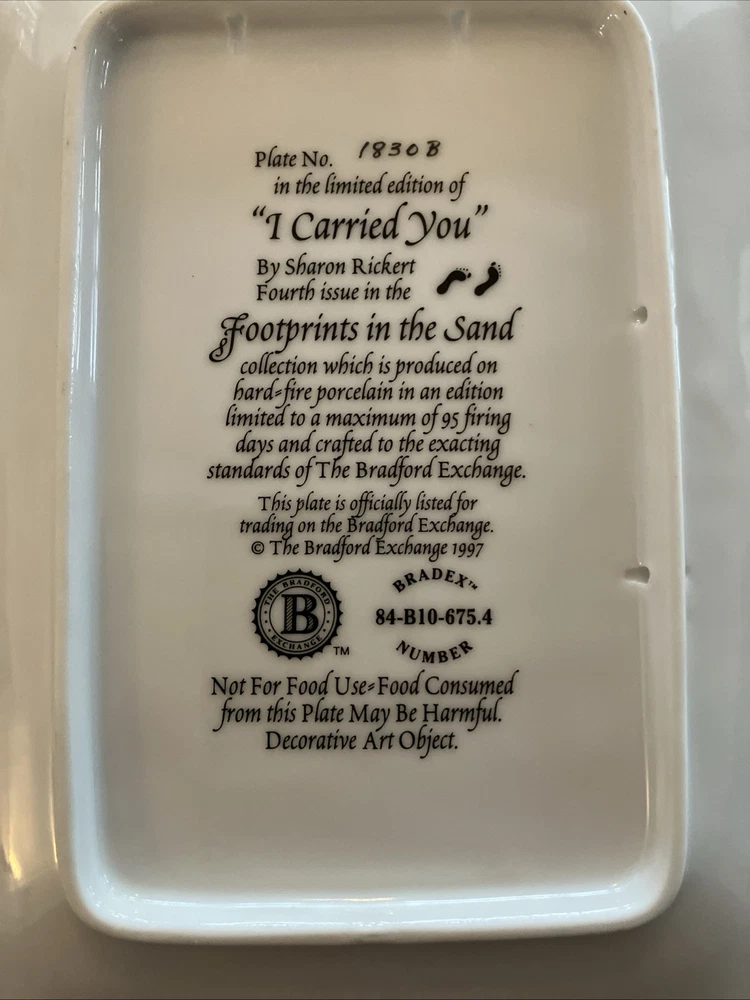 Plate No. 1830B
in the limited edition of
“I Carried You”
By Sharon Rickert
Fourth issue in the
Footprints in the Sand
collection which is produced on
hard-fire porcelain in an edition
limited to a maximum of 95 firing
days and crafted to the exacting
standards of The Bradford Exchange.
This plate is officially listed for
trading on the Bradford Exchange.
© The Bradford Exchange 1997
THE BRADFORD
B
EXCHANGE
TM
BRADEX™
84-B10-675.4
NUMBER
Not For Food Use-Food Consumed
from this Plate May Be Harmful.
Decorative Art Object.